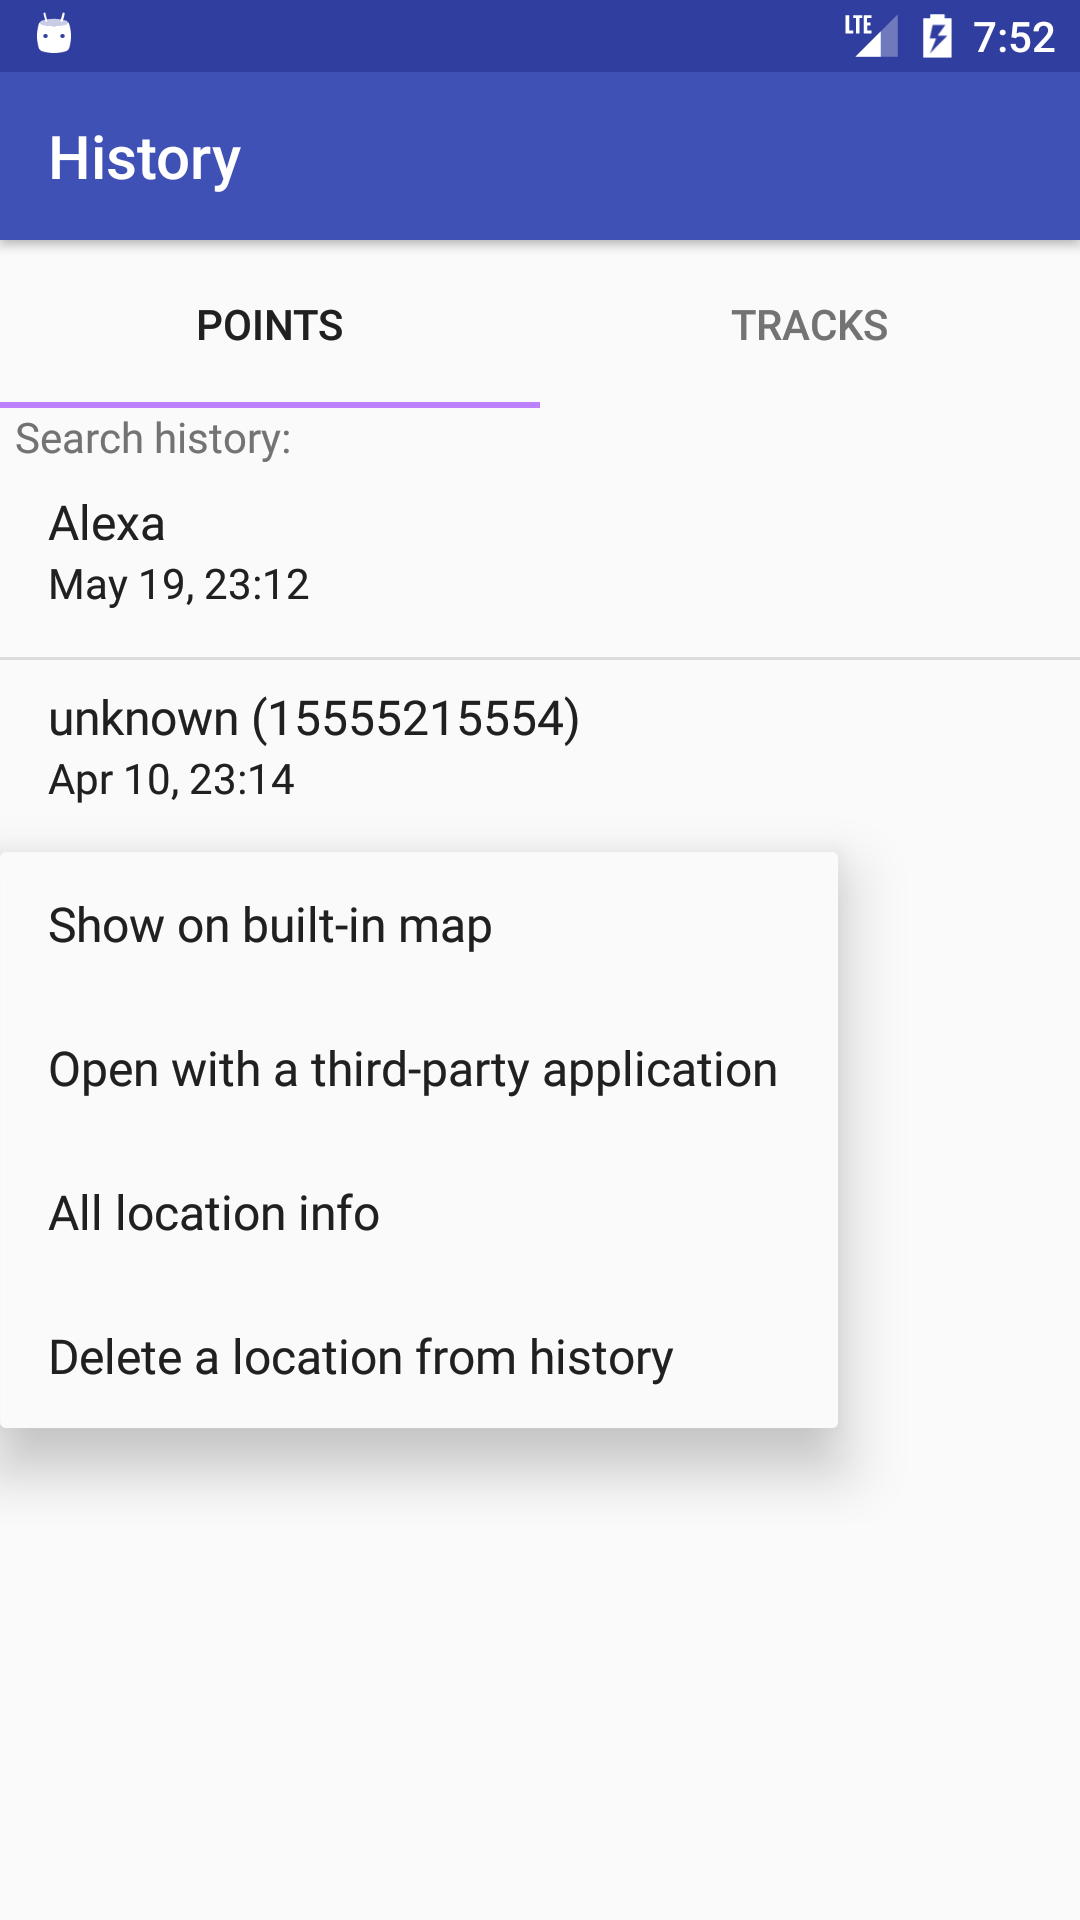 LTE 7:52
History
POINTS
TRACKS
Search history:
Alexa
May 19, 23:12
unknown (15555215554)
Apr 10, 23:14
Show on built-in map
Open with a third-party application
All location info
Delete a location from history